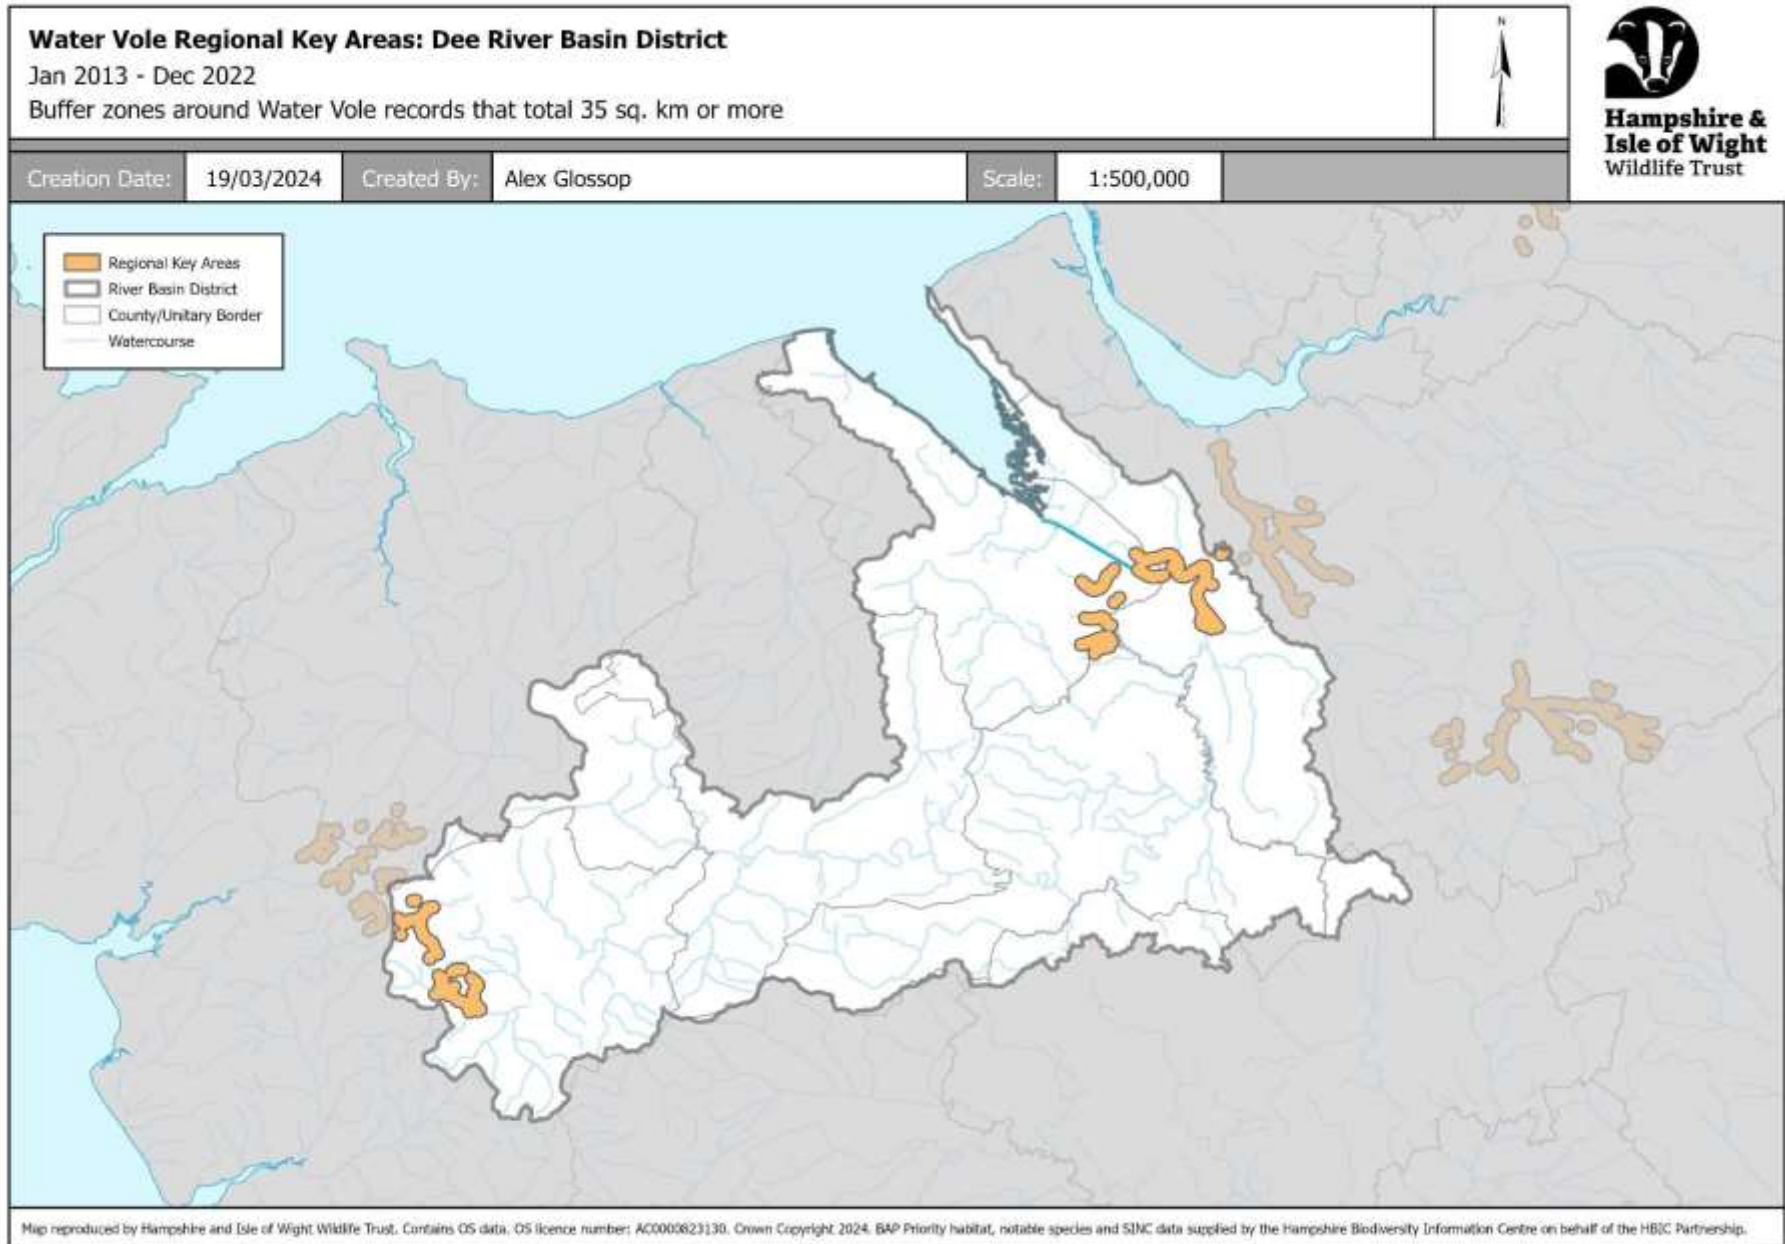 Water Vole Regional Key Areas: Dee River Basin District
Jan 2013 - Dec 2022
Buffer zones around Water Vole records that total 35 sq. km or more
N
Hampshire &
Isle of Wight
Wildlife Trust
Creation Date: 19/03/2024 Created By: Alex Glossop Scale: 1:500,000
Regional Key Areas
River Basin District
County/Unitary Border
Watercourse
Map reproduced by Hampshire and Isle of Wight Wildlife Trust. Contains OS data. OS licence number: AC0000823130. Crown Copyright 2024. BAP Priority habitat, notable species and SINC data supplied by the Hampshire Biodiversity Information Centre on behalf of the HBIC Partnership.